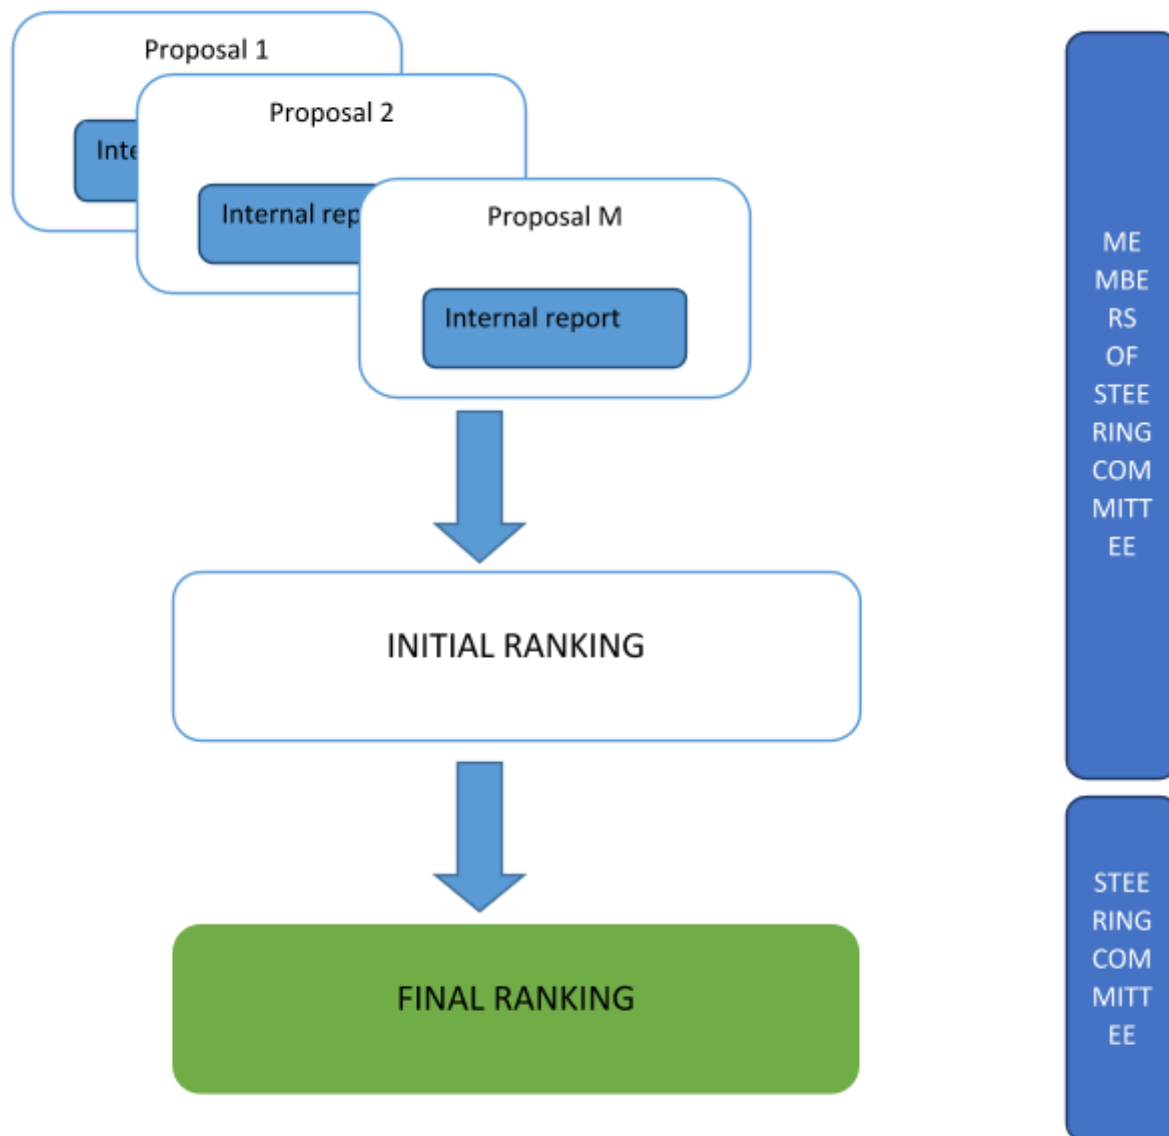 Proposal 1
Inte
Proposal 2
Internal rep
Proposal M
Internal report
INITIAL RANKING
FINAL RANKING
ME
MBE
RS
OF
STEE
RING
COM
MITT
EE
STEE
RING
COM
MITT
EE